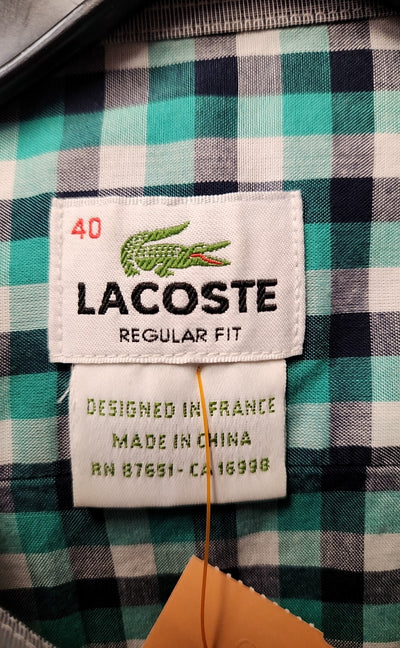 40
LACOSTE
REGULAR FIT
DESIGNED IN FRANCE
MADE IN CHINA
RN 87651 - CA 16998